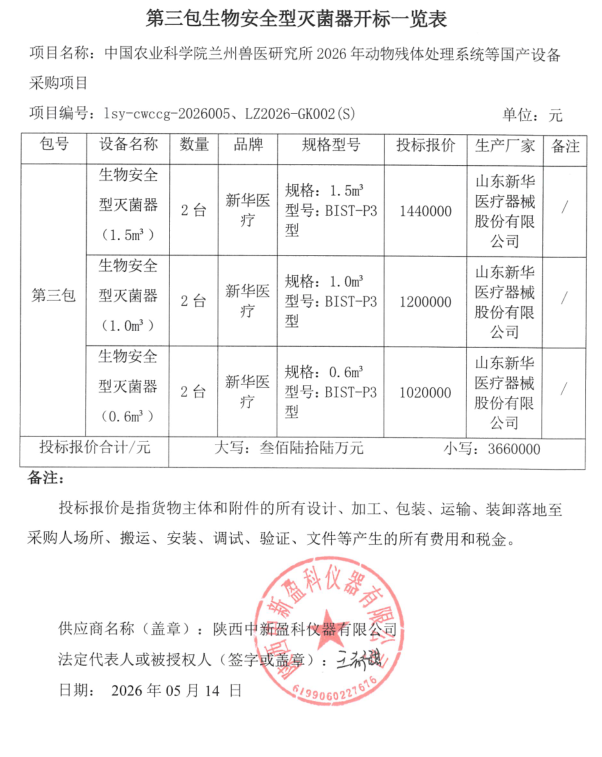 第三包生物安全型灭菌器开标一览表
项目名称：中国农业科学院兰州兽医研究所 2026 年动物残体处理系统等国产设备
采购项目
项目编号：lsy-cwccg-2026005、LZ2026-GK002(S)
单位：元
包号 设备名称 数量 品牌 规格型号 投标报价 生产厂家 备注
第三包
生物安全
型灭菌器
（1.5m³）
2 台
新华医
疗
规格：1.5m³
型号：BIST-P3
型
1440000
山东新华
医疗器械
股份有限
公司
/
生物安全
型灭菌器
（1.0m³）
2 台
新华医
疗
规格：1.0m³
型号：BIST-P3
型
1200000
山东新华
医疗器械
股份有限
公司
/
生物安全
型灭菌器
（0.6m³）
2 台
新华医
疗
规格：0.6m³
型号：BIST-P3
型
1020000
山东新华
医疗器械
股份有限
公司
/
投标报价合计/元 大写：叁佰陆拾陆万元 小写：3660000
备注：
投标报价是指货物主体和附件的所有设计、加工、包装、运输、装卸落地至
采购人场所、搬运、安装、调试、验证、文件等产生的所有费用和税金。
供应商名称（盖章）：陕西中新盈科仪器有限公司
法定代表人或被授权人（签字或盖章）：
日期： 2026 年 05 月 14 日
陕西中新盈科仪器有限公司
6199060227676